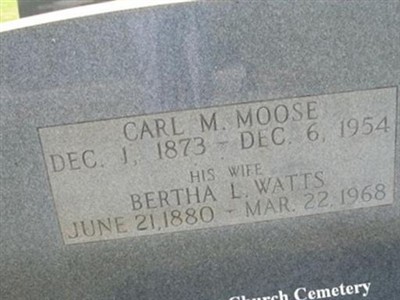 CARL M. MOOSE
DEC. 1, 1873 - DEC. 6, 1954
HIS WIFE
BERTHA L. WATTS
JUNE 21, 1880 - MAR. 22, 1968
Church Cemetery